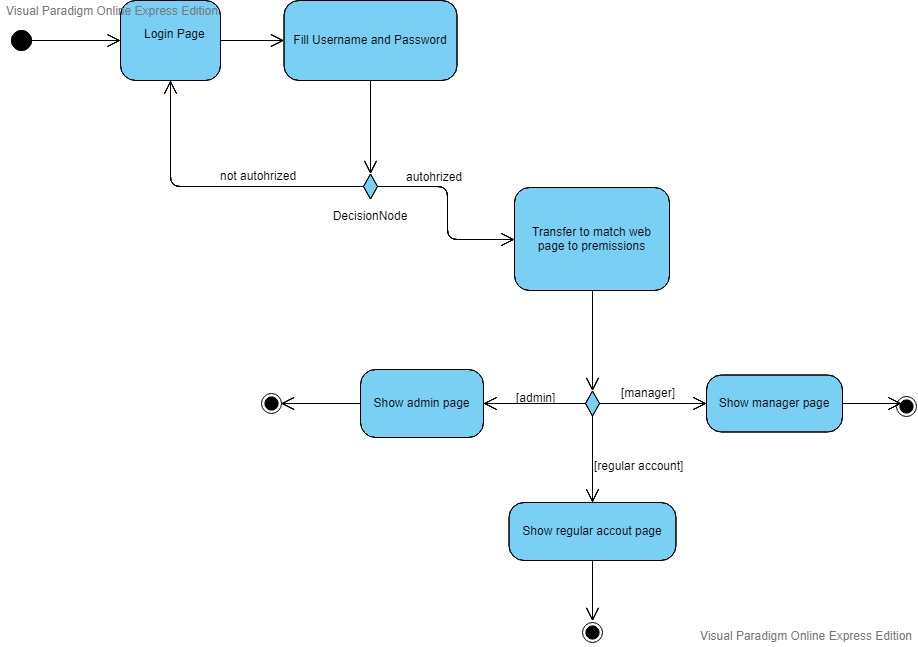 Visual Paradigm Online Express Edition
Login Page
Fill Username and Password
not autohrized
autohrized
DecisionNode
Transfer to match web
page to premissions
Show admin page
[admin]
[manager]
Show manager page
[regular account]
Show regular accout page
Visual Paradigm Online Express Edition